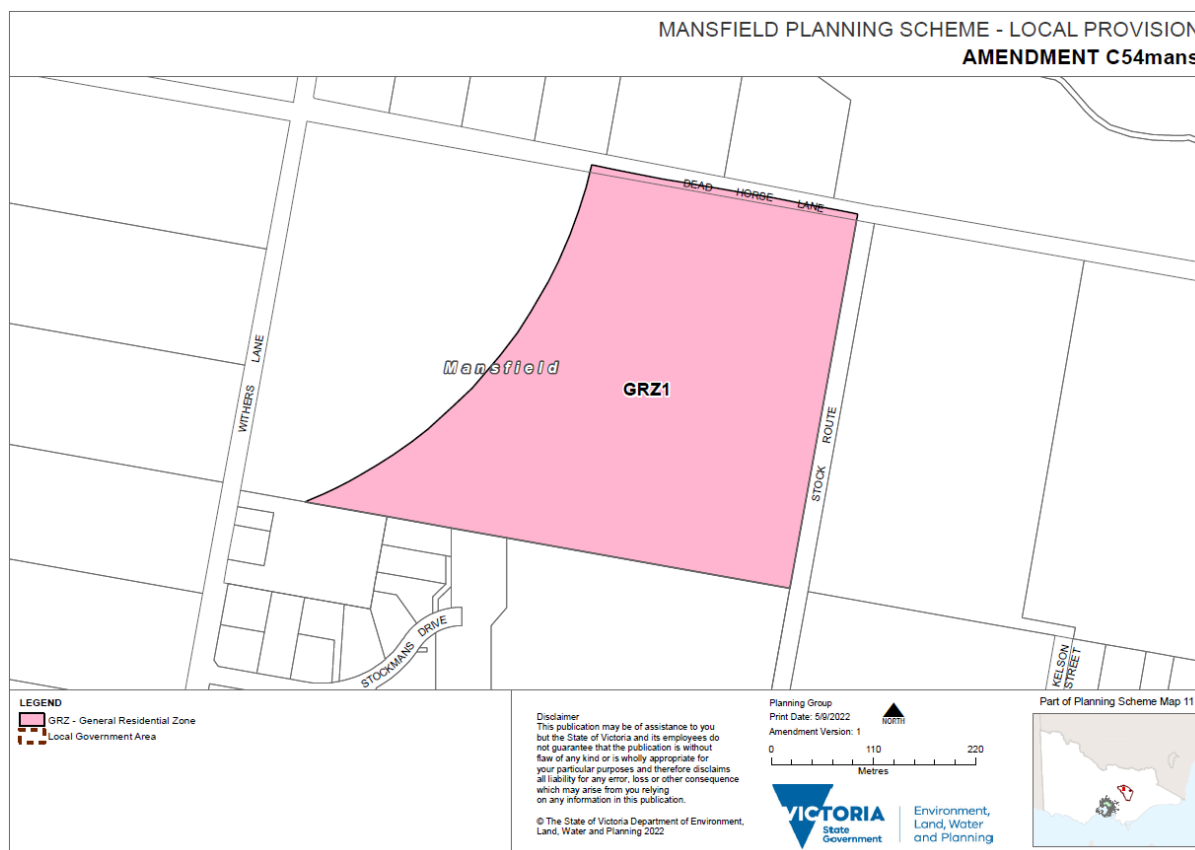 MANSFIELD PLANNING SCHEME - LOCAL PROVISION
AMENDMENT C54mans
DEAD HORSE LANE
WITHERS LANE
Mansfield
GRZ1
STOCK ROUTE
STOCKMANS DRIVE
KELSON
STREET
LEGEND
GRZ - General Residential Zone
Local Government Area
Disclaimer
This publication may be of assistance to you
but the State of Victoria and its employees do
not guarantee that the publication is without
flaw of any kind or is wholly appropriate for
your particular purposes and therefore disclaims
all liability for any error, loss or other consequence
which may arise from you relying
on any information in this publication.
© The State of Victoria Department of Environment,
Land, Water and Planning 2022
Planning Group
Print Date: 5/9/2022
Amendment Version: 1
NORTH
0 110 220
Metres
VICTORIA
State
Government
Environment,
Land, Water
and Planning
Part of Planning Scheme Map 11